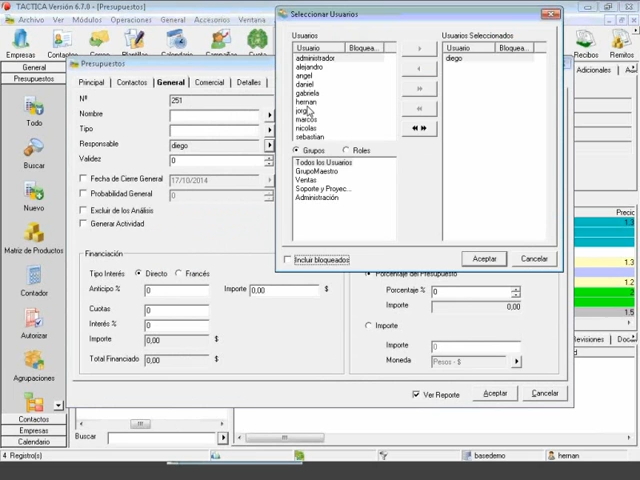 TACTICA Versión 6.7.0 - [Presupuestos]
Archivo Ver Módulos Operaciones General Accesorios Ventana
Empresas
Recibos Remitos
General
Presupuestos
Todo
Buscar
Nuevo
Matriz de Productos
Contador
Autorizar
Agrupaciones
Contactos
Empresas
Calendario
Presupuestos
Principal Contactos General Comercial Detalles
Nº 251
Nombre
Tipo
Responsable diego
Validez 0
Fecha de Cierre General 17/10/2014
Probabilidad General 0
Excluir de los Análisis
Generar Actividad
Financiación
Tipo Interés Directo Francés
Anticipo % 0 Importe 0,00 $
Cuotas 0
Interés % 0
Importe 0,00 $
Total Financiado 0,00 $
Porcentaje del Presupuesto
Porcentaje % 0
Importe 0,00
Importe
Importe 0
Moneda Pesos - $
Ver Reporte Aceptar Cancelar
Seleccionar Usuarios
Usuarios
Usuario Bloquea...
administrador
alejandro
angel
daniel
gabriela
hernan
jorge
marcos
nicolas
sebastian
Grupos Roles
Todos los Usuarios
GrupoMaestro
Ventas
Soporte y Proyec...
Administración
Incluir bloqueados
Usuarios Seleccionados
Usuario Bloquea...
diego
Aceptar Cancelar
Adicionales
Precic
1.2
2
1.5
Buscar
4 Registro(s)
basedemo
hernan